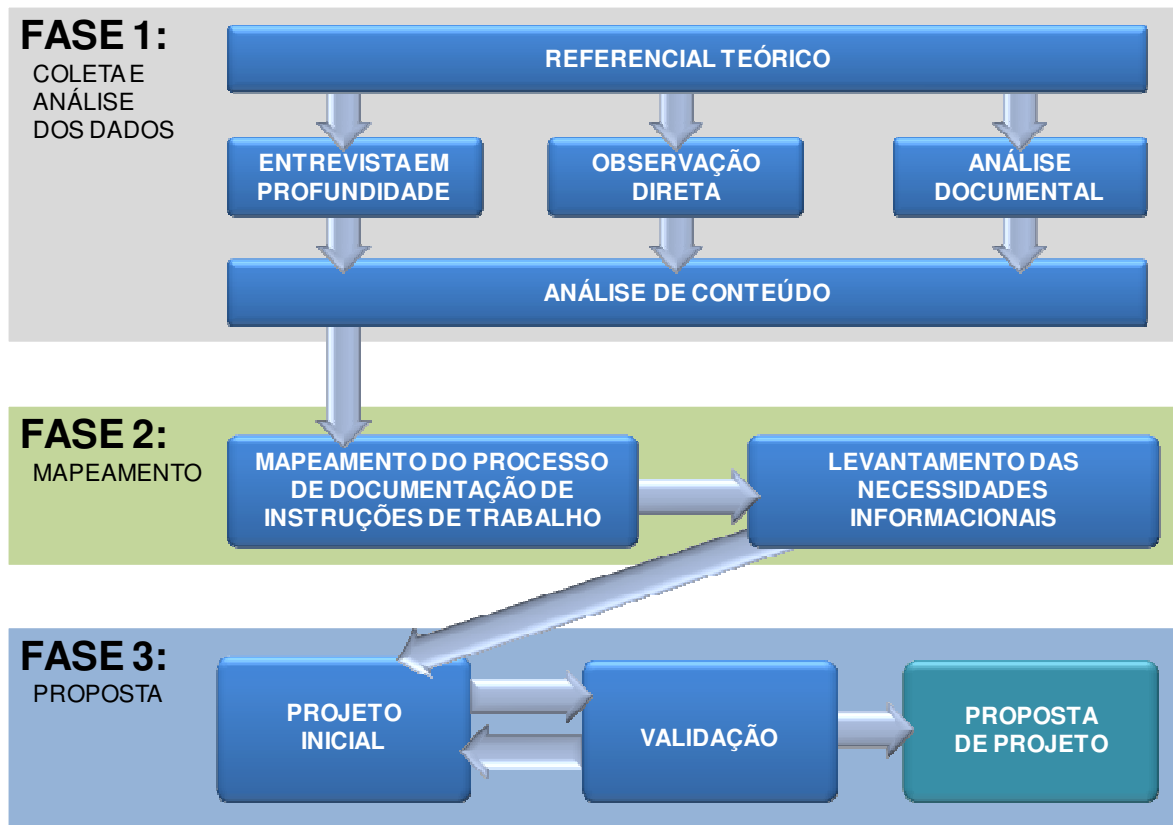 FASE 1:
COLETA E
ANÁLISE
DOS DADOS
REFERENCIAL TEÓRICO
ENTREVISTA EM
PROFUNDIDADE
OBSERVAÇÃO
DIRETA
ANÁLISE
DOCUMENTAL
ANÁLISE DE CONTEÚDO
FASE 2:
MAPEAMENTO
MAPEAMENTO DO PROCESSO
DE DOCUMENTAÇÃO DE
INSTRUÇÕES DE TRABALHO
LEVANTAMENTO DAS
NECESSIDADES
INFORMACIONAIS
FASE 3:
PROPOSTA
PROJETO
INICIAL
VALIDAÇÃO
PROPOSTA
DE PROJETO